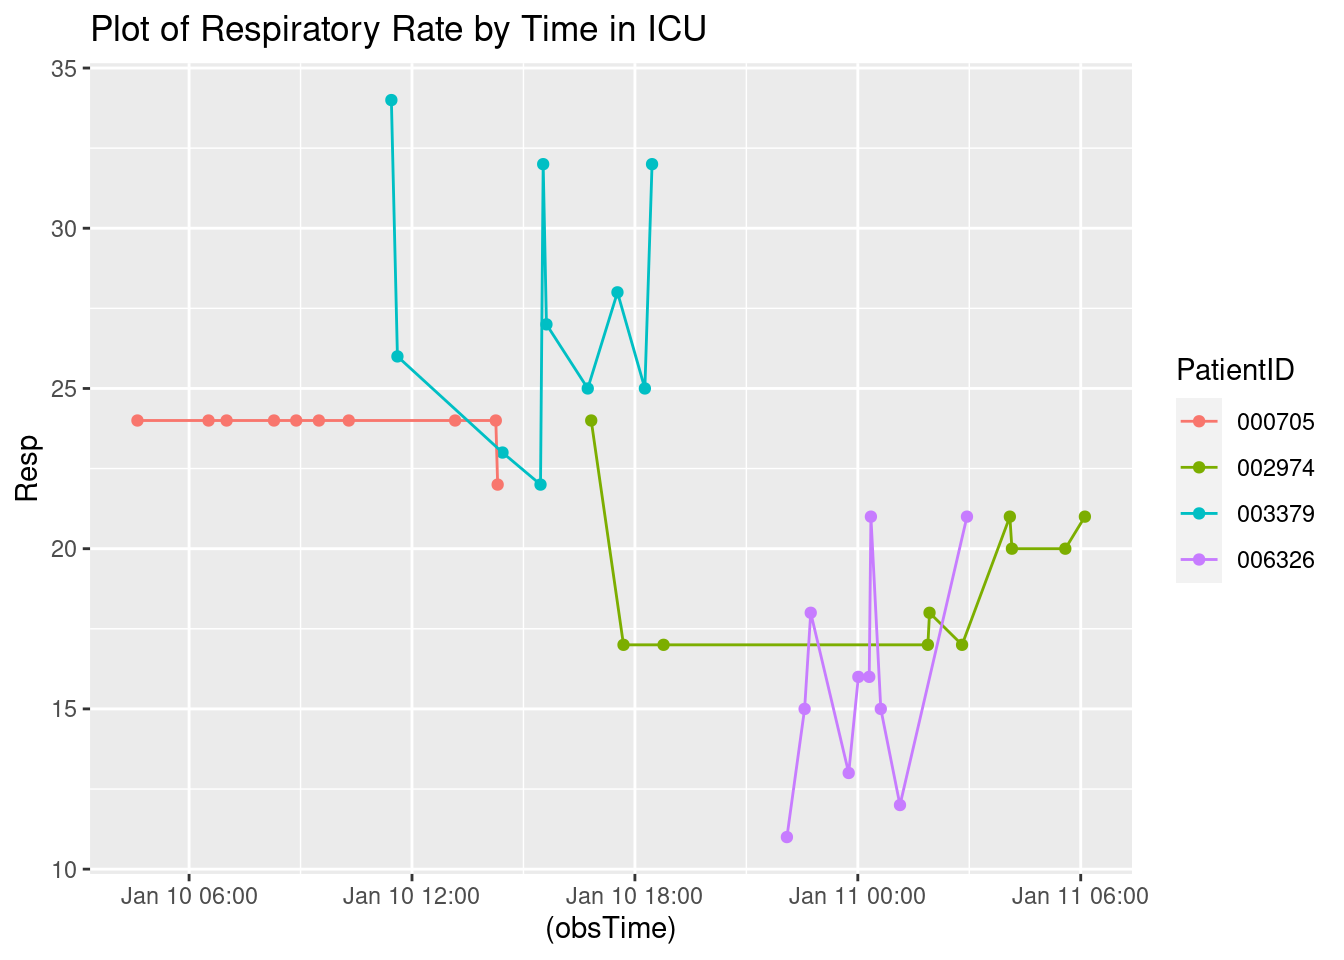 Plot of Respiratory Rate by Time in ICU
35
30
25
20
15
10
Resp
Jan 10 06:00
Jan 10 12:00
Jan 10 18:00
Jan 11 00:00
Jan 11 06:00
(obsTime)
PatientID
000705
002974
003379
006326